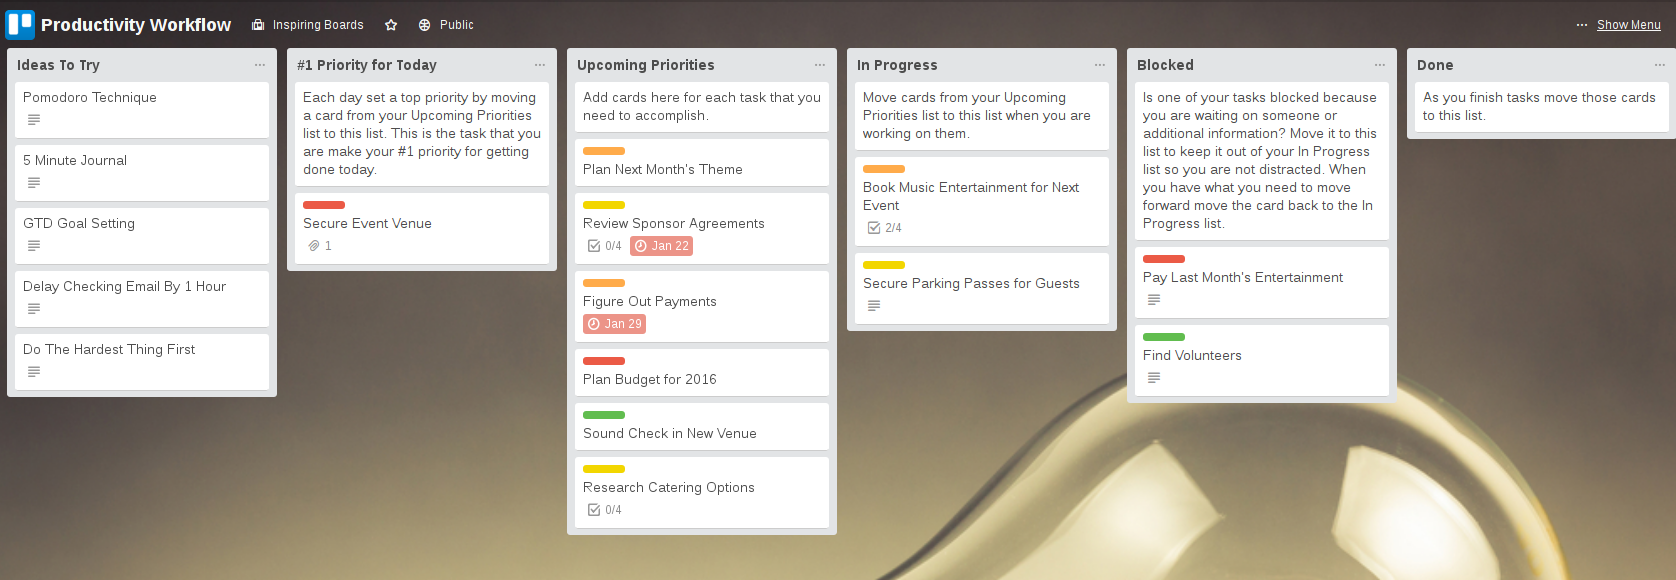 Productivity Workflow
Inspiring Boards
Public
Show Menu
Ideas To Try
Pomodoro Technique
5 Minute Journal
GTD Goal Setting
Delay Checking Email By 1 Hour
Do The Hardest Thing First
#1 Priority for Today
Each day set a top priority by moving
a card from your Upcoming Priorities
list to this list. This is the task that you
are make your #1 priority for getting
done today.
Secure Event Venue
1
Upcoming Priorities
Add cards here for each task that you
need to accomplish.
Plan Next Month's Theme
Review Sponsor Agreements
0/4 Jan 22
Figure Out Payments
Jan 29
Plan Budget for 2016
Sound Check in New Venue
Research Catering Options
0/4
In Progress
Move cards from your Upcoming
Priorities list to this list when you are
working on them.
Book Music Entertainment for Next
Event
2/4
Secure Parking Passes for Guests
Blocked
Is one of your tasks blocked because
you are waiting on someone or
additional information? Move it to this
list to keep it out of your In Progress
list so you are not distracted. When
you have what you need to move
forward move the card back to the In
Progress list.
Pay Last Month's Entertainment
Find Volunteers
Done
As you finish tasks move those cards
to this list.